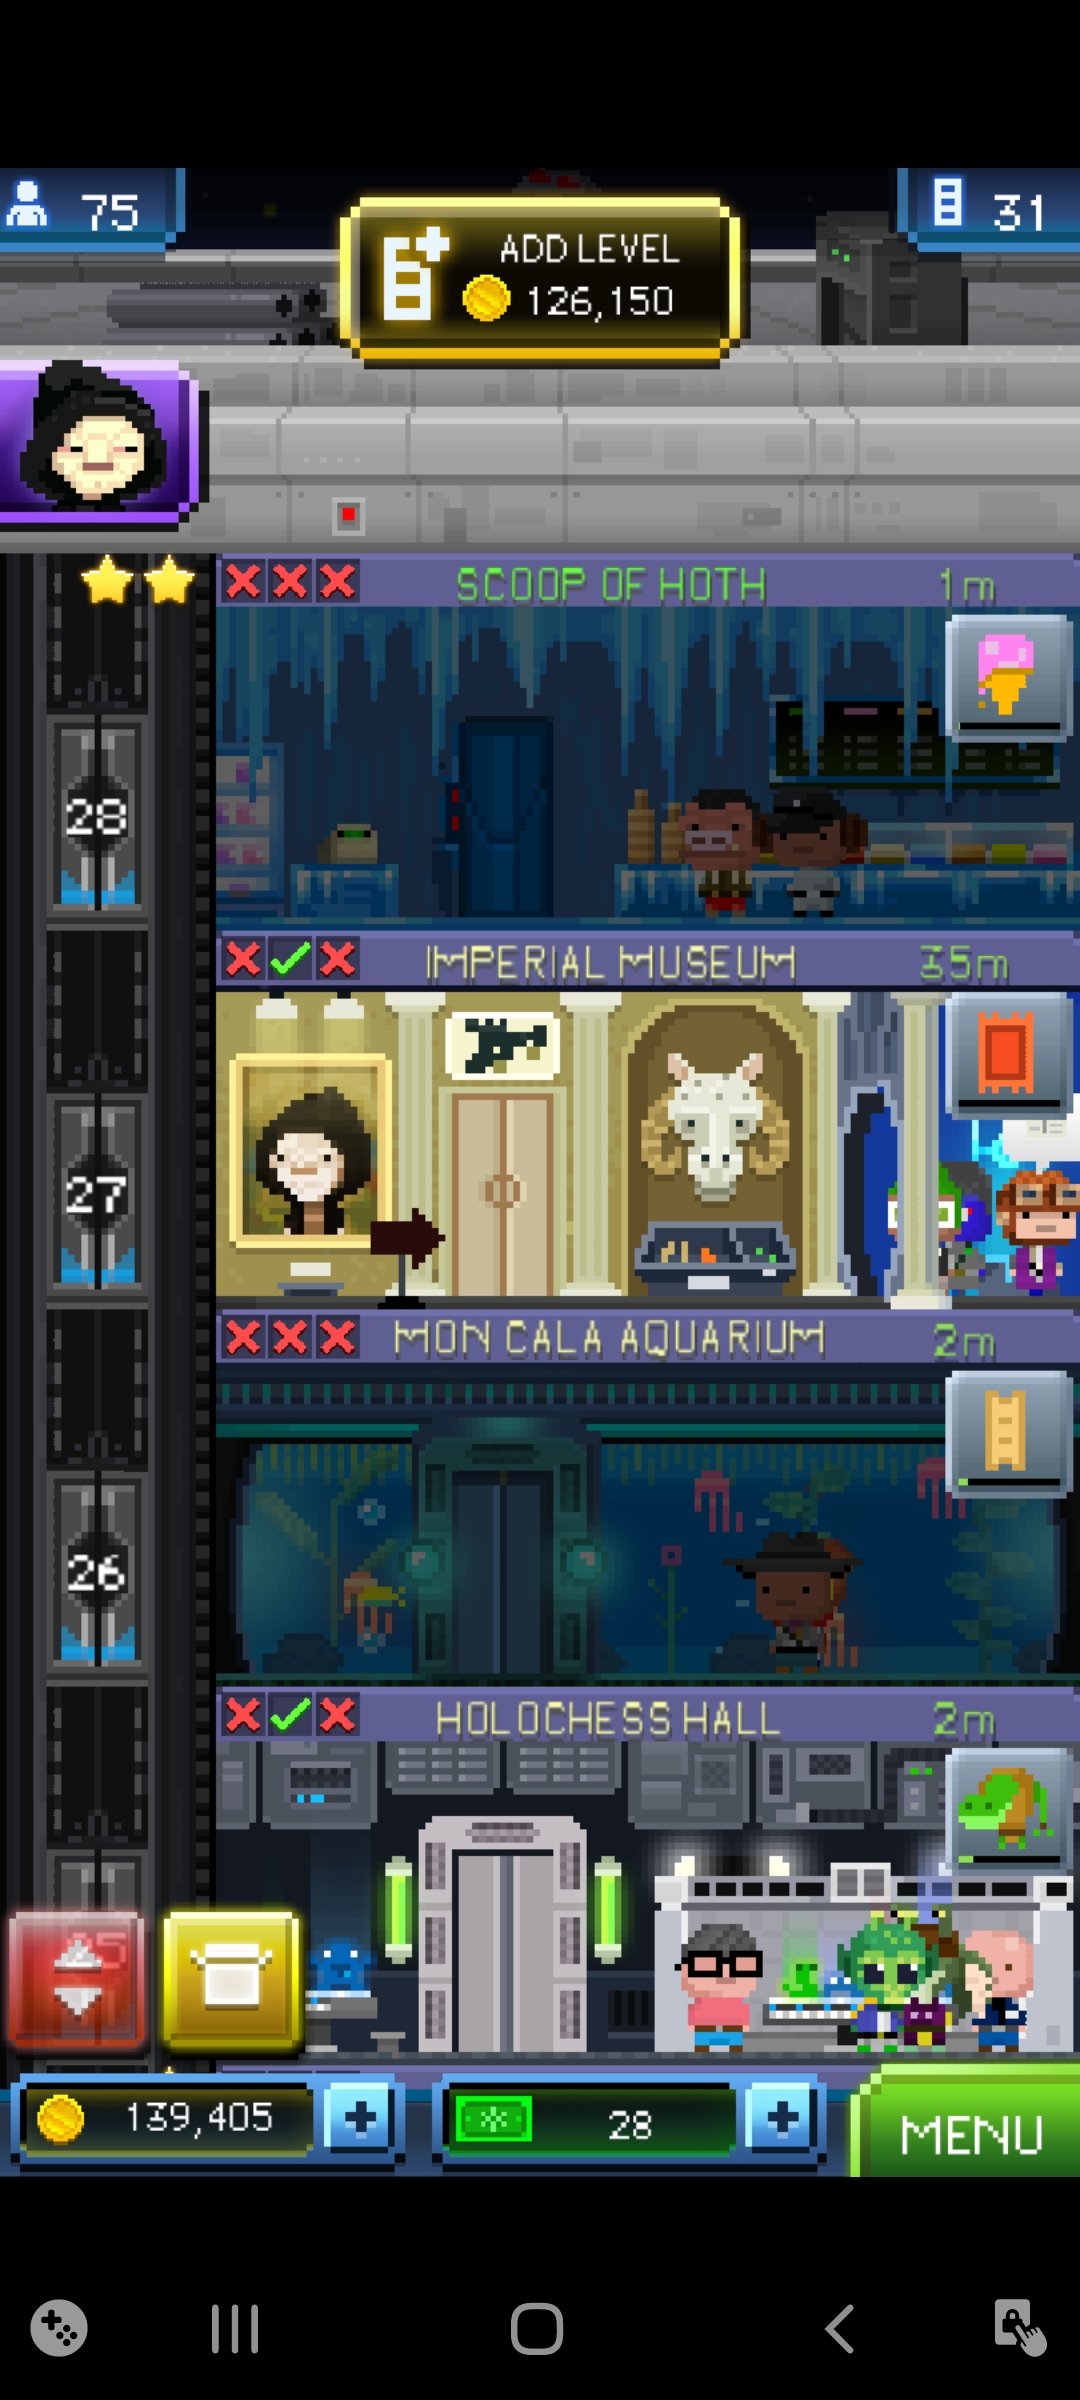 75
ADD LEVEL
126,150
31
SCOOP OF HOTH 1m
28
IMPERIAL MUSEUM 35m
27
MON CALA AQUARIUM 2m
26
HOLOCHESS HALL 2m
25
139,405
28
MENU